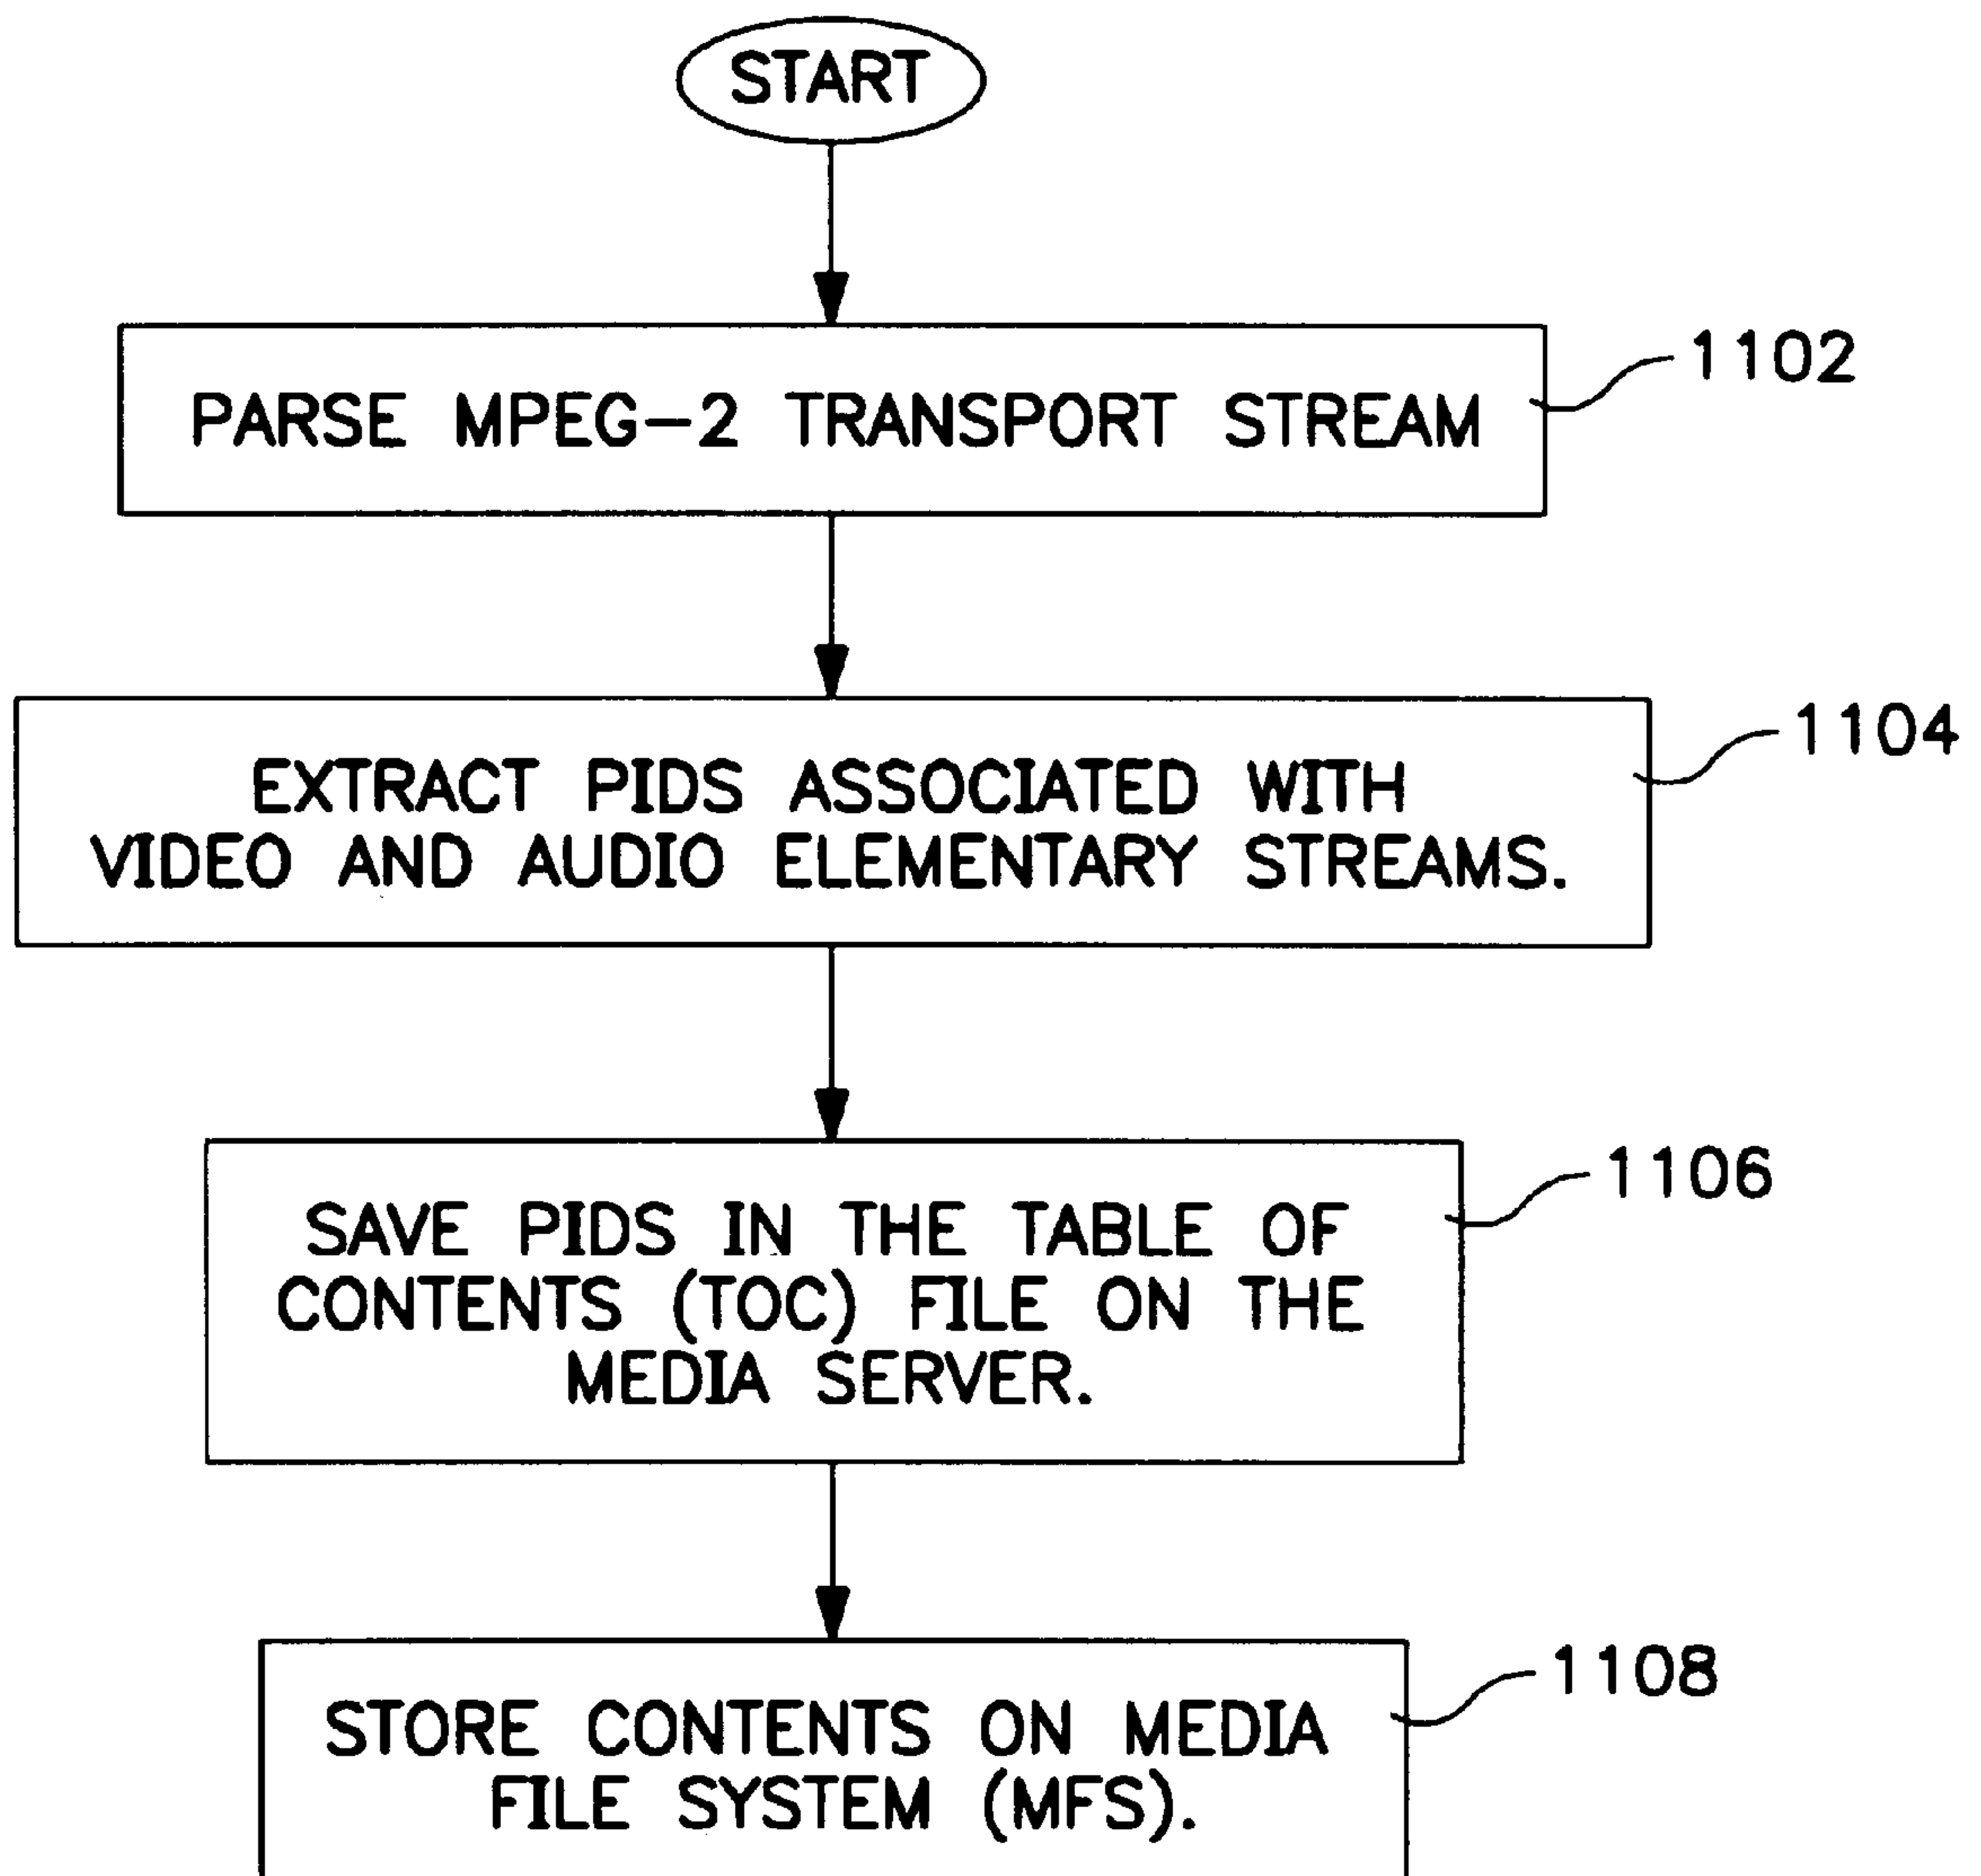 START
PARSE MPEG-2 TRANSPORT STREAM
1102
EXTRACT PIDS ASSOCIATED WITH
VIDEO AND AUDIO ELEMENTARY STREAMS.
1104
SAVE PIDS IN THE TABLE OF
CONTENTS (TOC) FILE ON THE
MEDIA SERVER.
1106
STORE CONTENTS ON MEDIA
FILE SYSTEM (MFS).
1108